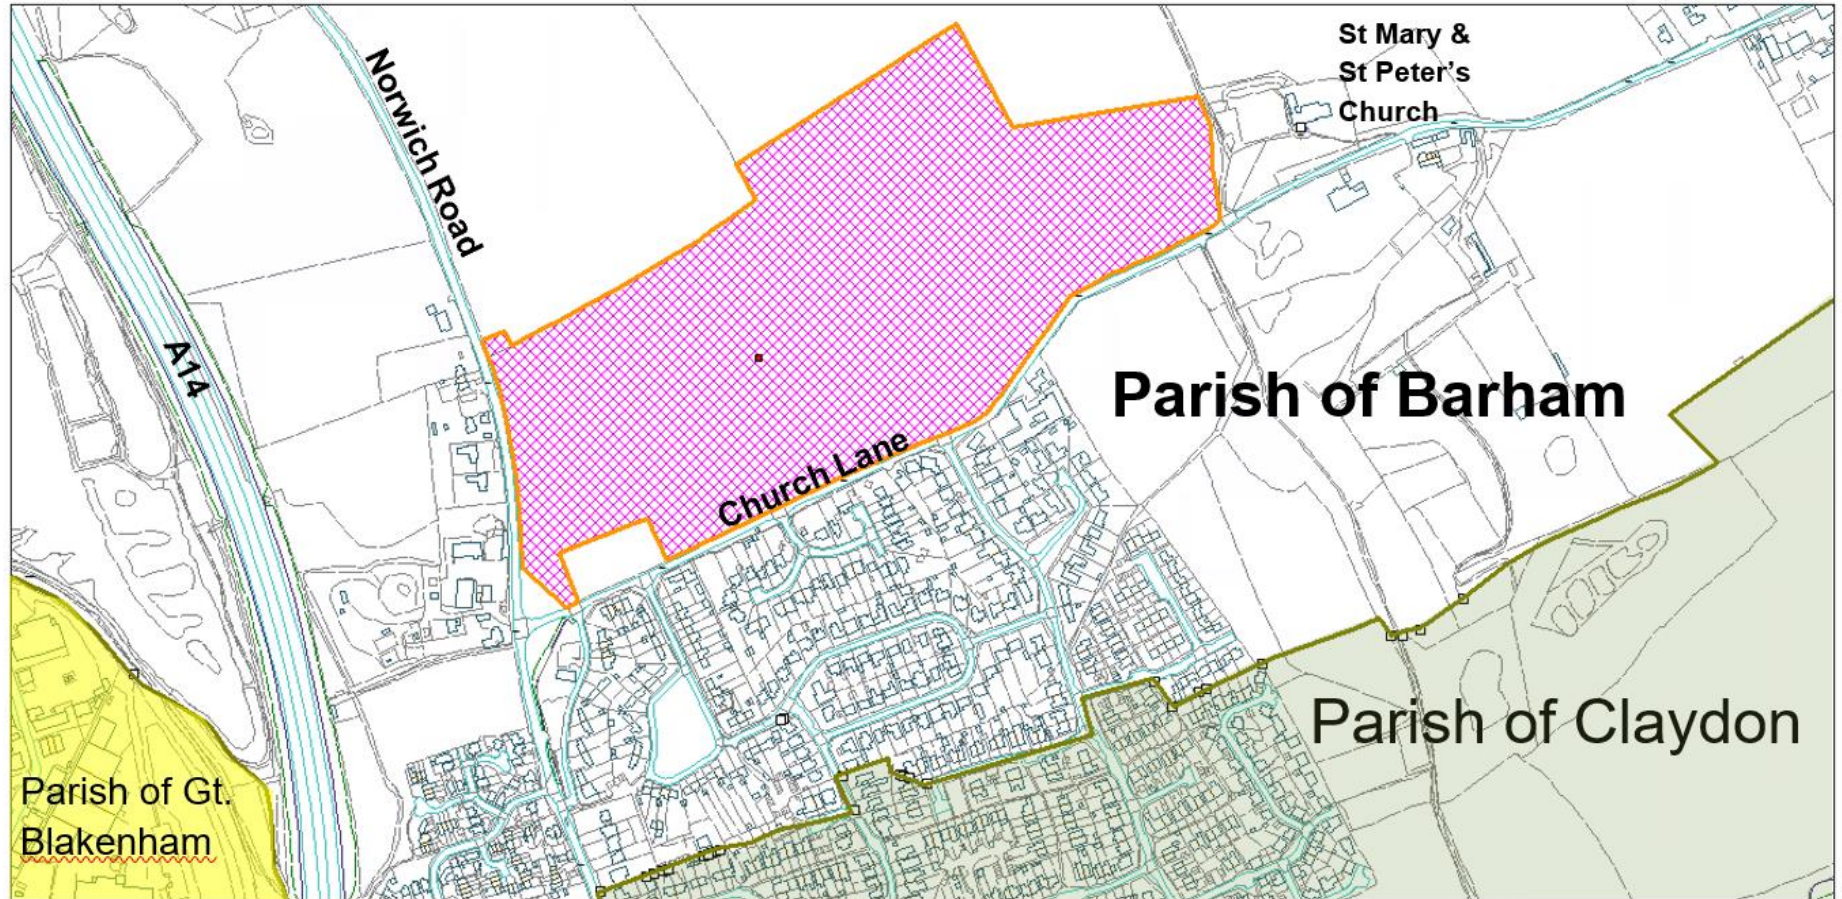 St Mary &
St Peter's
Church
Norwich Road
A14
Parish of Barham
Church Lane
Parish of Claydon
Parish of Gt.
Blakenham